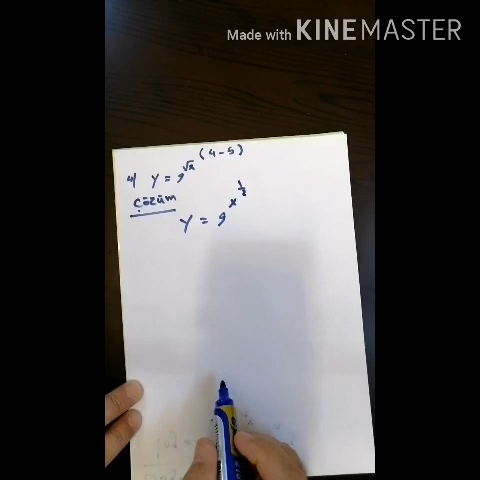 Made with KINEMASTER
4) y = 9^√x (4-5)
Çözüm
y = 9^x^1/2